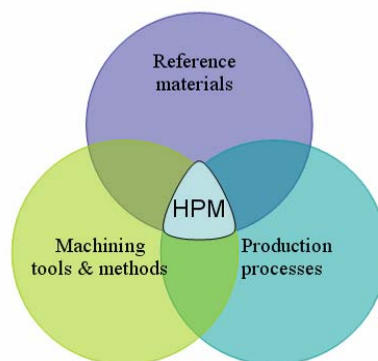 Reference
materials
HPM
Machining
tools & methods
Production
processes